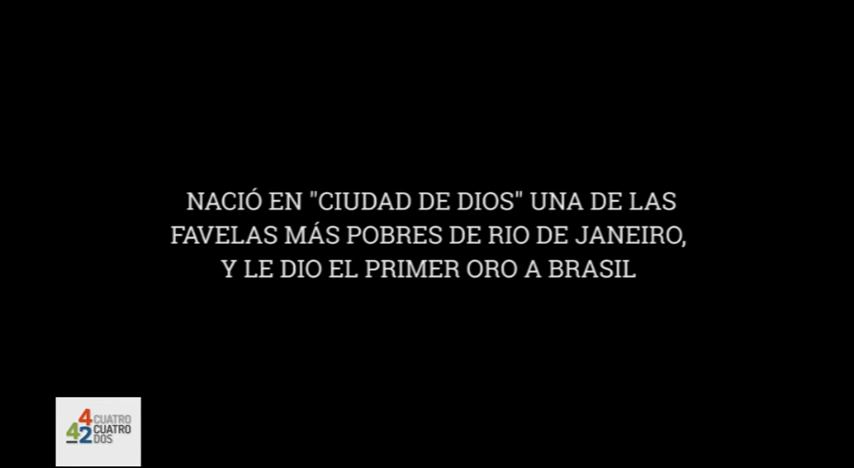 NACIÓ EN "CIUDAD DE DIOS" UNA DE LAS
FAVELAS MÁS POBRES DE RIO DE JANEIRO,
Y LE DIO EL PRIMER ORO A BRASIL
4 CUATRO
42 CUATRO
DOS